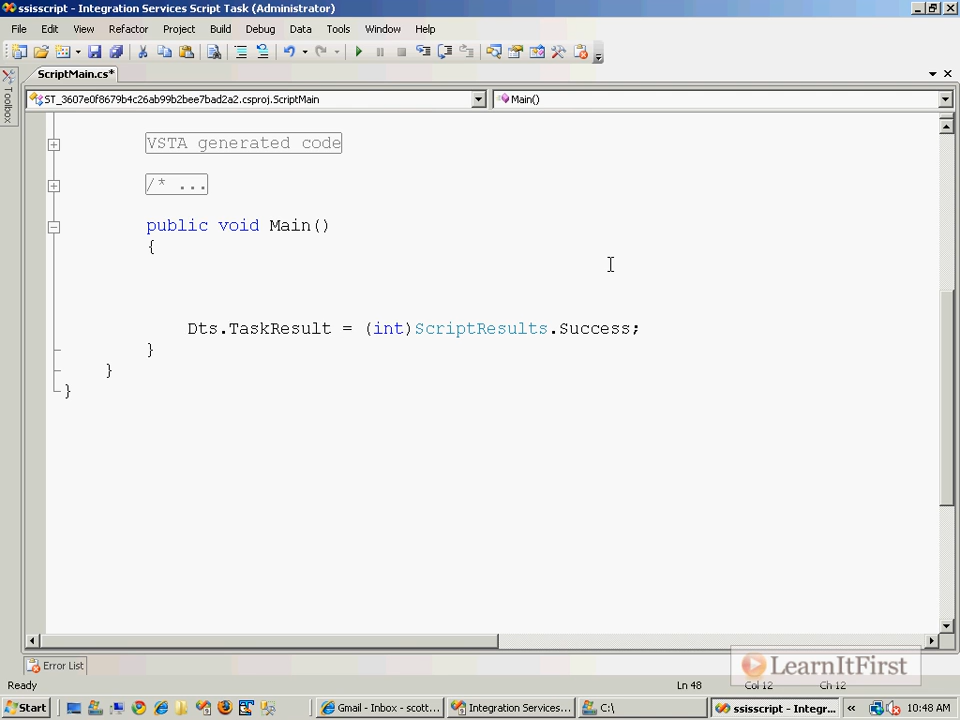 ssisscript - Integration Services Script Task (Administrator)
File Edit View Refactor Project Build Debug Data Tools Window Help
ScriptMain.cs*
Toolbox
ST_3607e0f8679b4c26ab99b2bee7bad2a2.csproj.ScriptMain Main()
VSTA generated code
/* ...
public void Main()
{
Dts.TaskResult = (int)ScriptResults.Success;
}
}
}
Error List
LearnItFirst
Ready Ln 48 Col 12 Ch 12
Start Gmail - Inbox - scott... Integration Services... C:\ ssisscript - Integr... « 10:48 AM